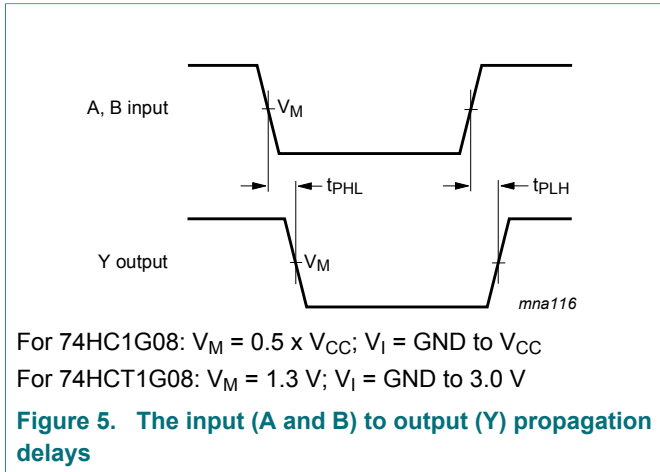 A, B input
VM
tPHL
tPLH
Y output
VM
mna116
For 74HC1G08: VM = 0.5 x VCC; VI = GND to VCC
For 74HCT1G08: VM = 1.3 V; VI = GND to 3.0 V
Figure 5. The input (A and B) to output (Y) propagation
delays